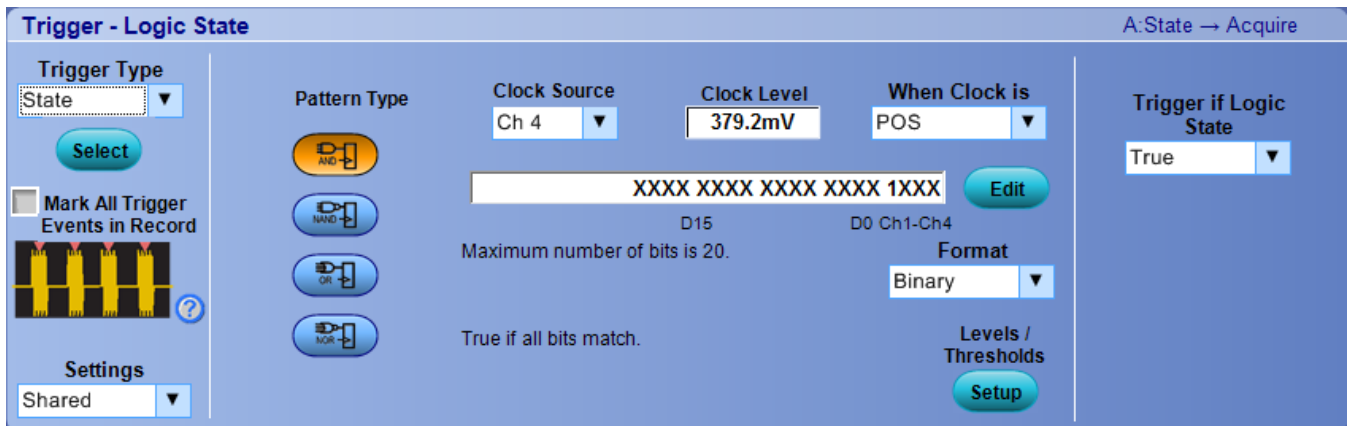 Trigger - Logic State
A:State → Acquire
Trigger Type
State
Select
Mark All Trigger
Events in Record
?
Settings
Shared
Pattern Type
AND
NAND
OR
NOR
Clock Source
Ch 4
Clock Level
379.2mV
When Clock is
POS
XXXX XXXX XXXX XXXX 1XXX
Edit
D15
D0 Ch1-Ch4
Maximum number of bits is 20.
Format
Binary
True if all bits match.
Levels /
Thresholds
Setup
Trigger if Logic
State
True